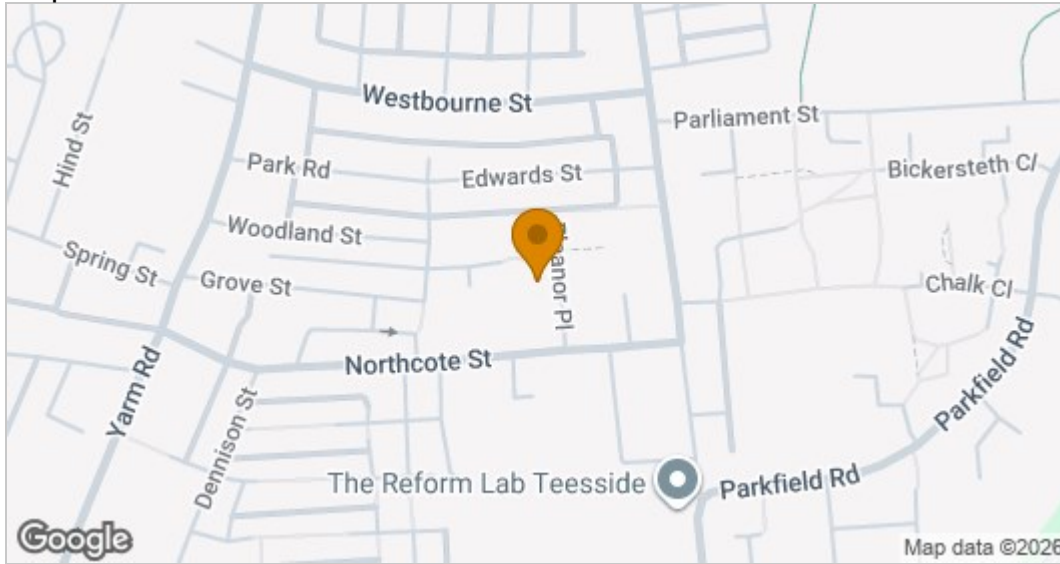 Westbourne St
Parliament St
Hind St
Park Rd
Edwards St
Bickersteth Cl
Woodland St
Spring St
Grove St
Chalk Cl
Northcote St
Yarm Rd
Dennison St
Parkfield Rd
The Reform Lab Teesside
Parkfield Rd
Google
Map data ©2026